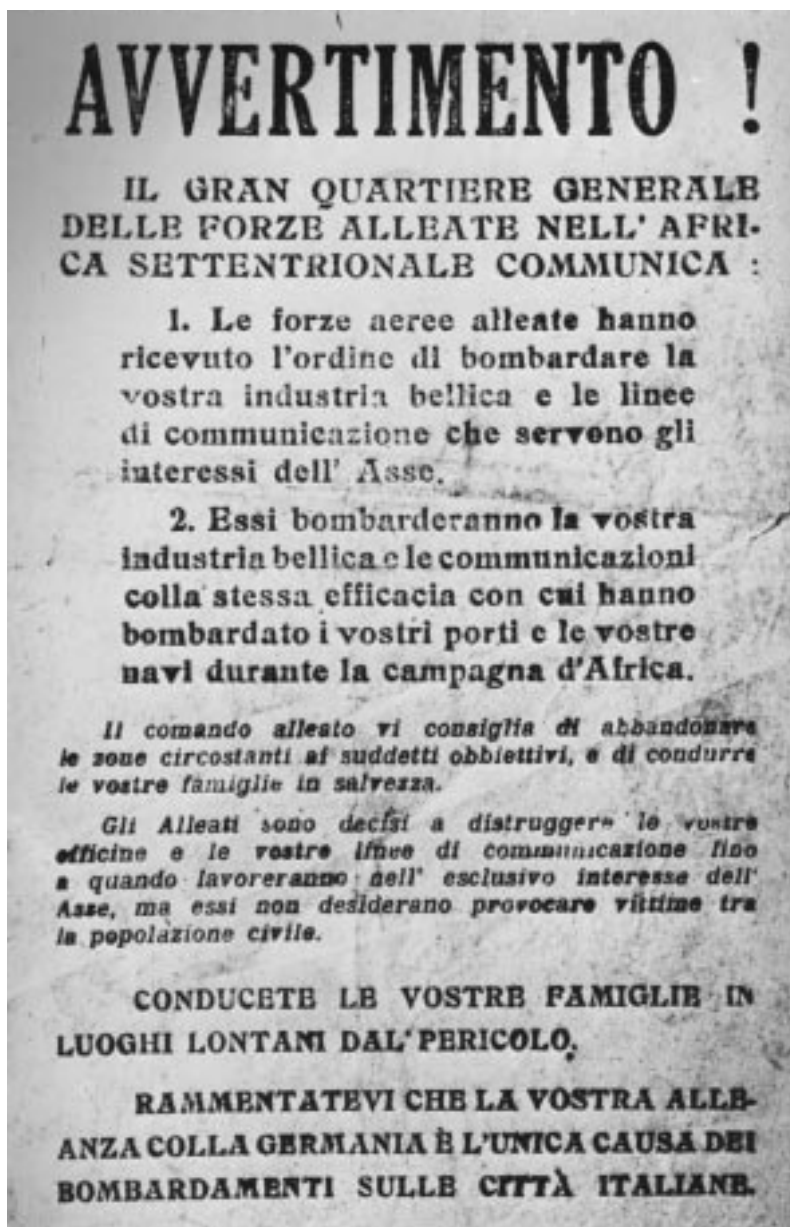 AVVERTIMENTO !
IL GRAN QUARTIERE GENERALE
DELLE FORZE ALLEATE NELL' AFRI-
CA SETTENTRIONALE COMMUNICA :
1. Le forze aeree alleate hanno
ricevuto l'ordine di bombardare la
vostra industria bellica e le linee
di communicazione che servono gli
interessi dell' Asse.
2. Essi bombarderanno la vostra
industria bellica e le communicazioni
colla stessa efficacia con cui hanno
bombardato i vostri porti e le vostre
navi durante la campagna d'Africa.
Il comando alleato vi consiglia di abbandonare
le zone circostanti ai suddetti obbiettivi, e di condurre
le vostre famiglie in salvezza.
Gli Alleati sono decisi a distruggere le vostre
officine e le vostre linee di communicazione fino
a quando lavoreranno nell' esclusivo interesse dell'
Asse, ma essi non desiderano provocare vittime tra
la popolazione civile.
CONDUCETE LE VOSTRE FAMIGLIE IN
LUOGHI LONTANI DAL' PERICOLO.
RAMMENTATEVI CHE LA VOSTRA ALLE-
ANZA COLLA GERMANIA È L'UNICA CAUSA DEI
BOMBARDAMENTI SULLE CITTÀ ITALIANE.